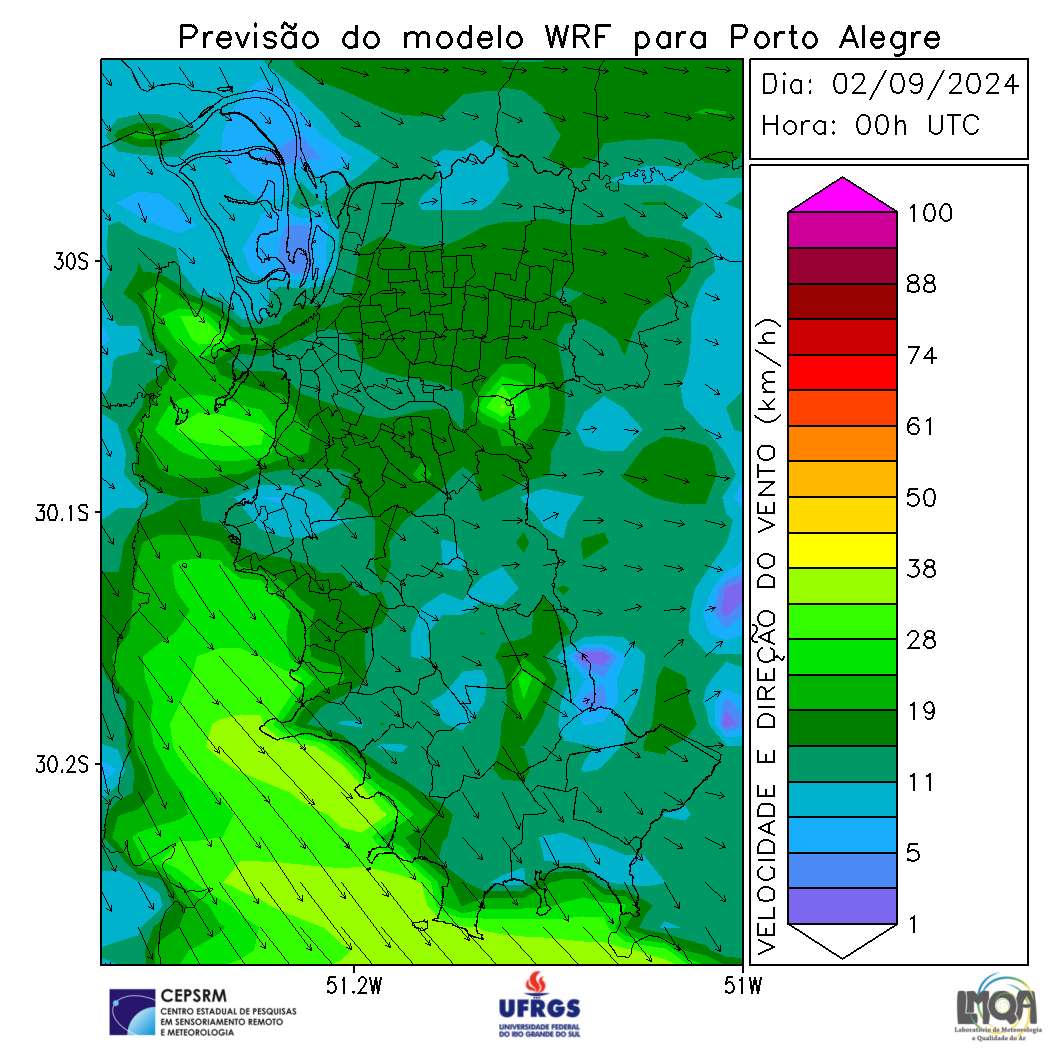 Previsão do modelo WRF para Porto Alegre
Dia: 02/09/2024
Hora: 00h UTC
30S
30.1S
30.2S
51.2W
51W
VELOCIDADE E DIREÇÃO DO VENTO (km/h)
100
88
74
61
50
38
28
19
11
5
1
CEPSRM
CENTRO ESTADUAL DE PESQUISAS
EM SENSORIAMENTO REMOTO
E METEOROLOGIA
UFRGS
UNIVERSIDADE FEDERAL
DO RIO GRANDE DO SUL
LMQA
Laboratório de Meteorologia
e Qualidade do Ar